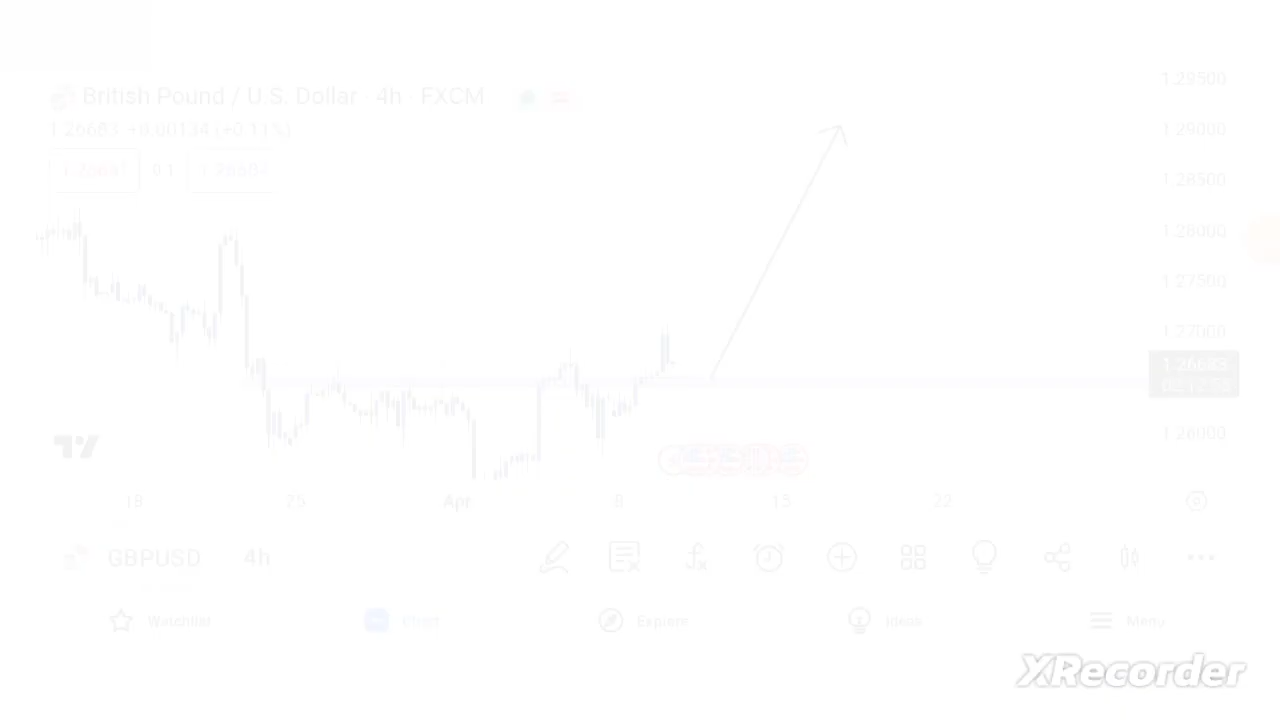 British Pound / U.S. Dollar · 4h · FXCM
1.26683 +0.00134 (+0.11%)
0.1
1.29500
1.29000
1.28500
1.28000
1.27500
1.27000
1.26683
1.26000
18
25
Apr
8
15
22
GBPUSD 4h
Watchlist Chart Explore Ideas Menu
XRecorder